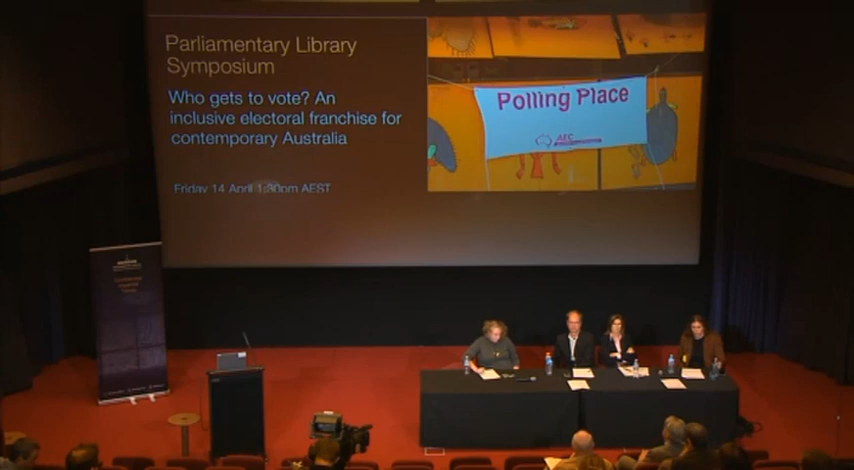 Parliamentary Library
Symposium
Who gets to vote? An
inclusive electoral franchise for
contemporary Australia
Friday 14 April 1:30pm AEST
Polling Place
AEC